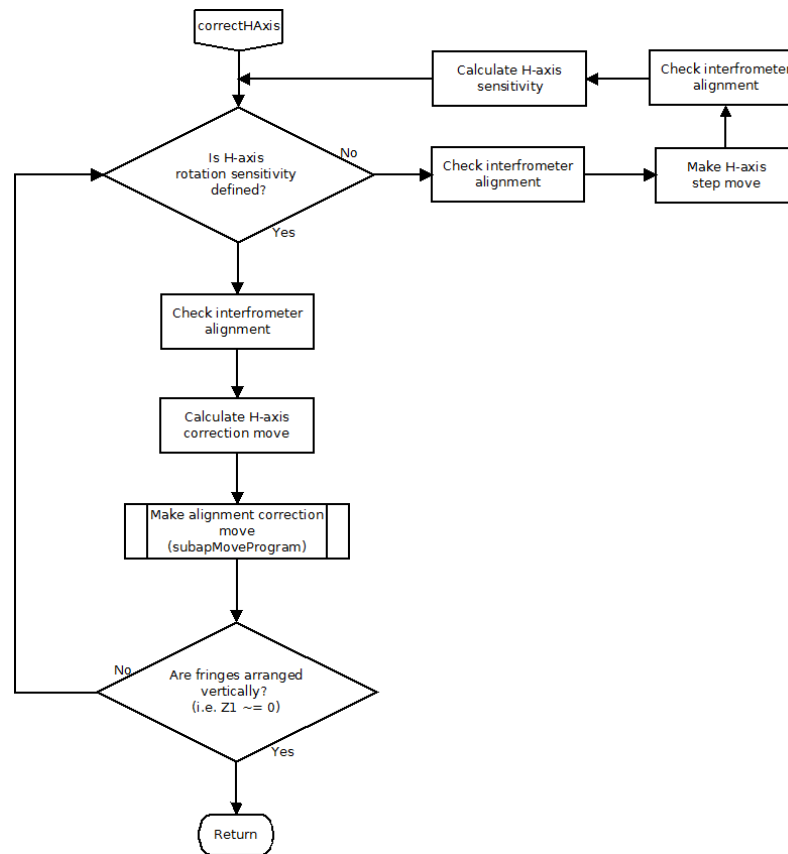 correctHAxis
Calculate H-axis
sensitivity
Check interfrometer
alignment
Is H-axis
rotation sensitivity
defined?
No
Check interfrometer
alignment
Make H-axis
step move
Yes
Check interfrometer
alignment
Calculate H-axis
correction move
Make alignment correction
move
(subapMoveProgram)
No
Are fringes arranged
vertically?
(i.e. Z1 ~= 0)
Yes
Return